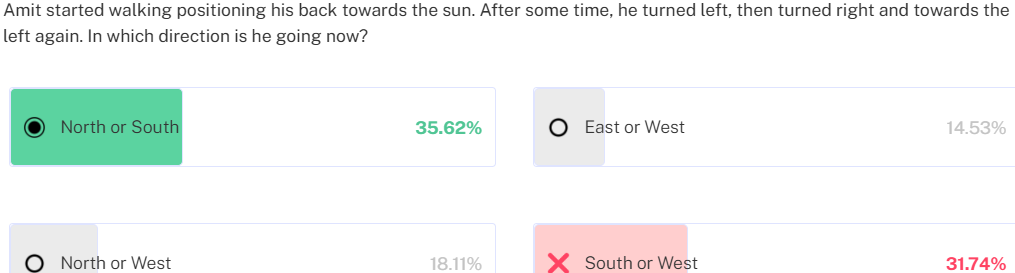 Amit started walking positioning his back towards the sun. After some time, he turned left, then turned right and towards the
left again. In which direction is he going now?
North or South 35.62%
East or West 14.53%
North or West 18.11%
South or West 31.74%